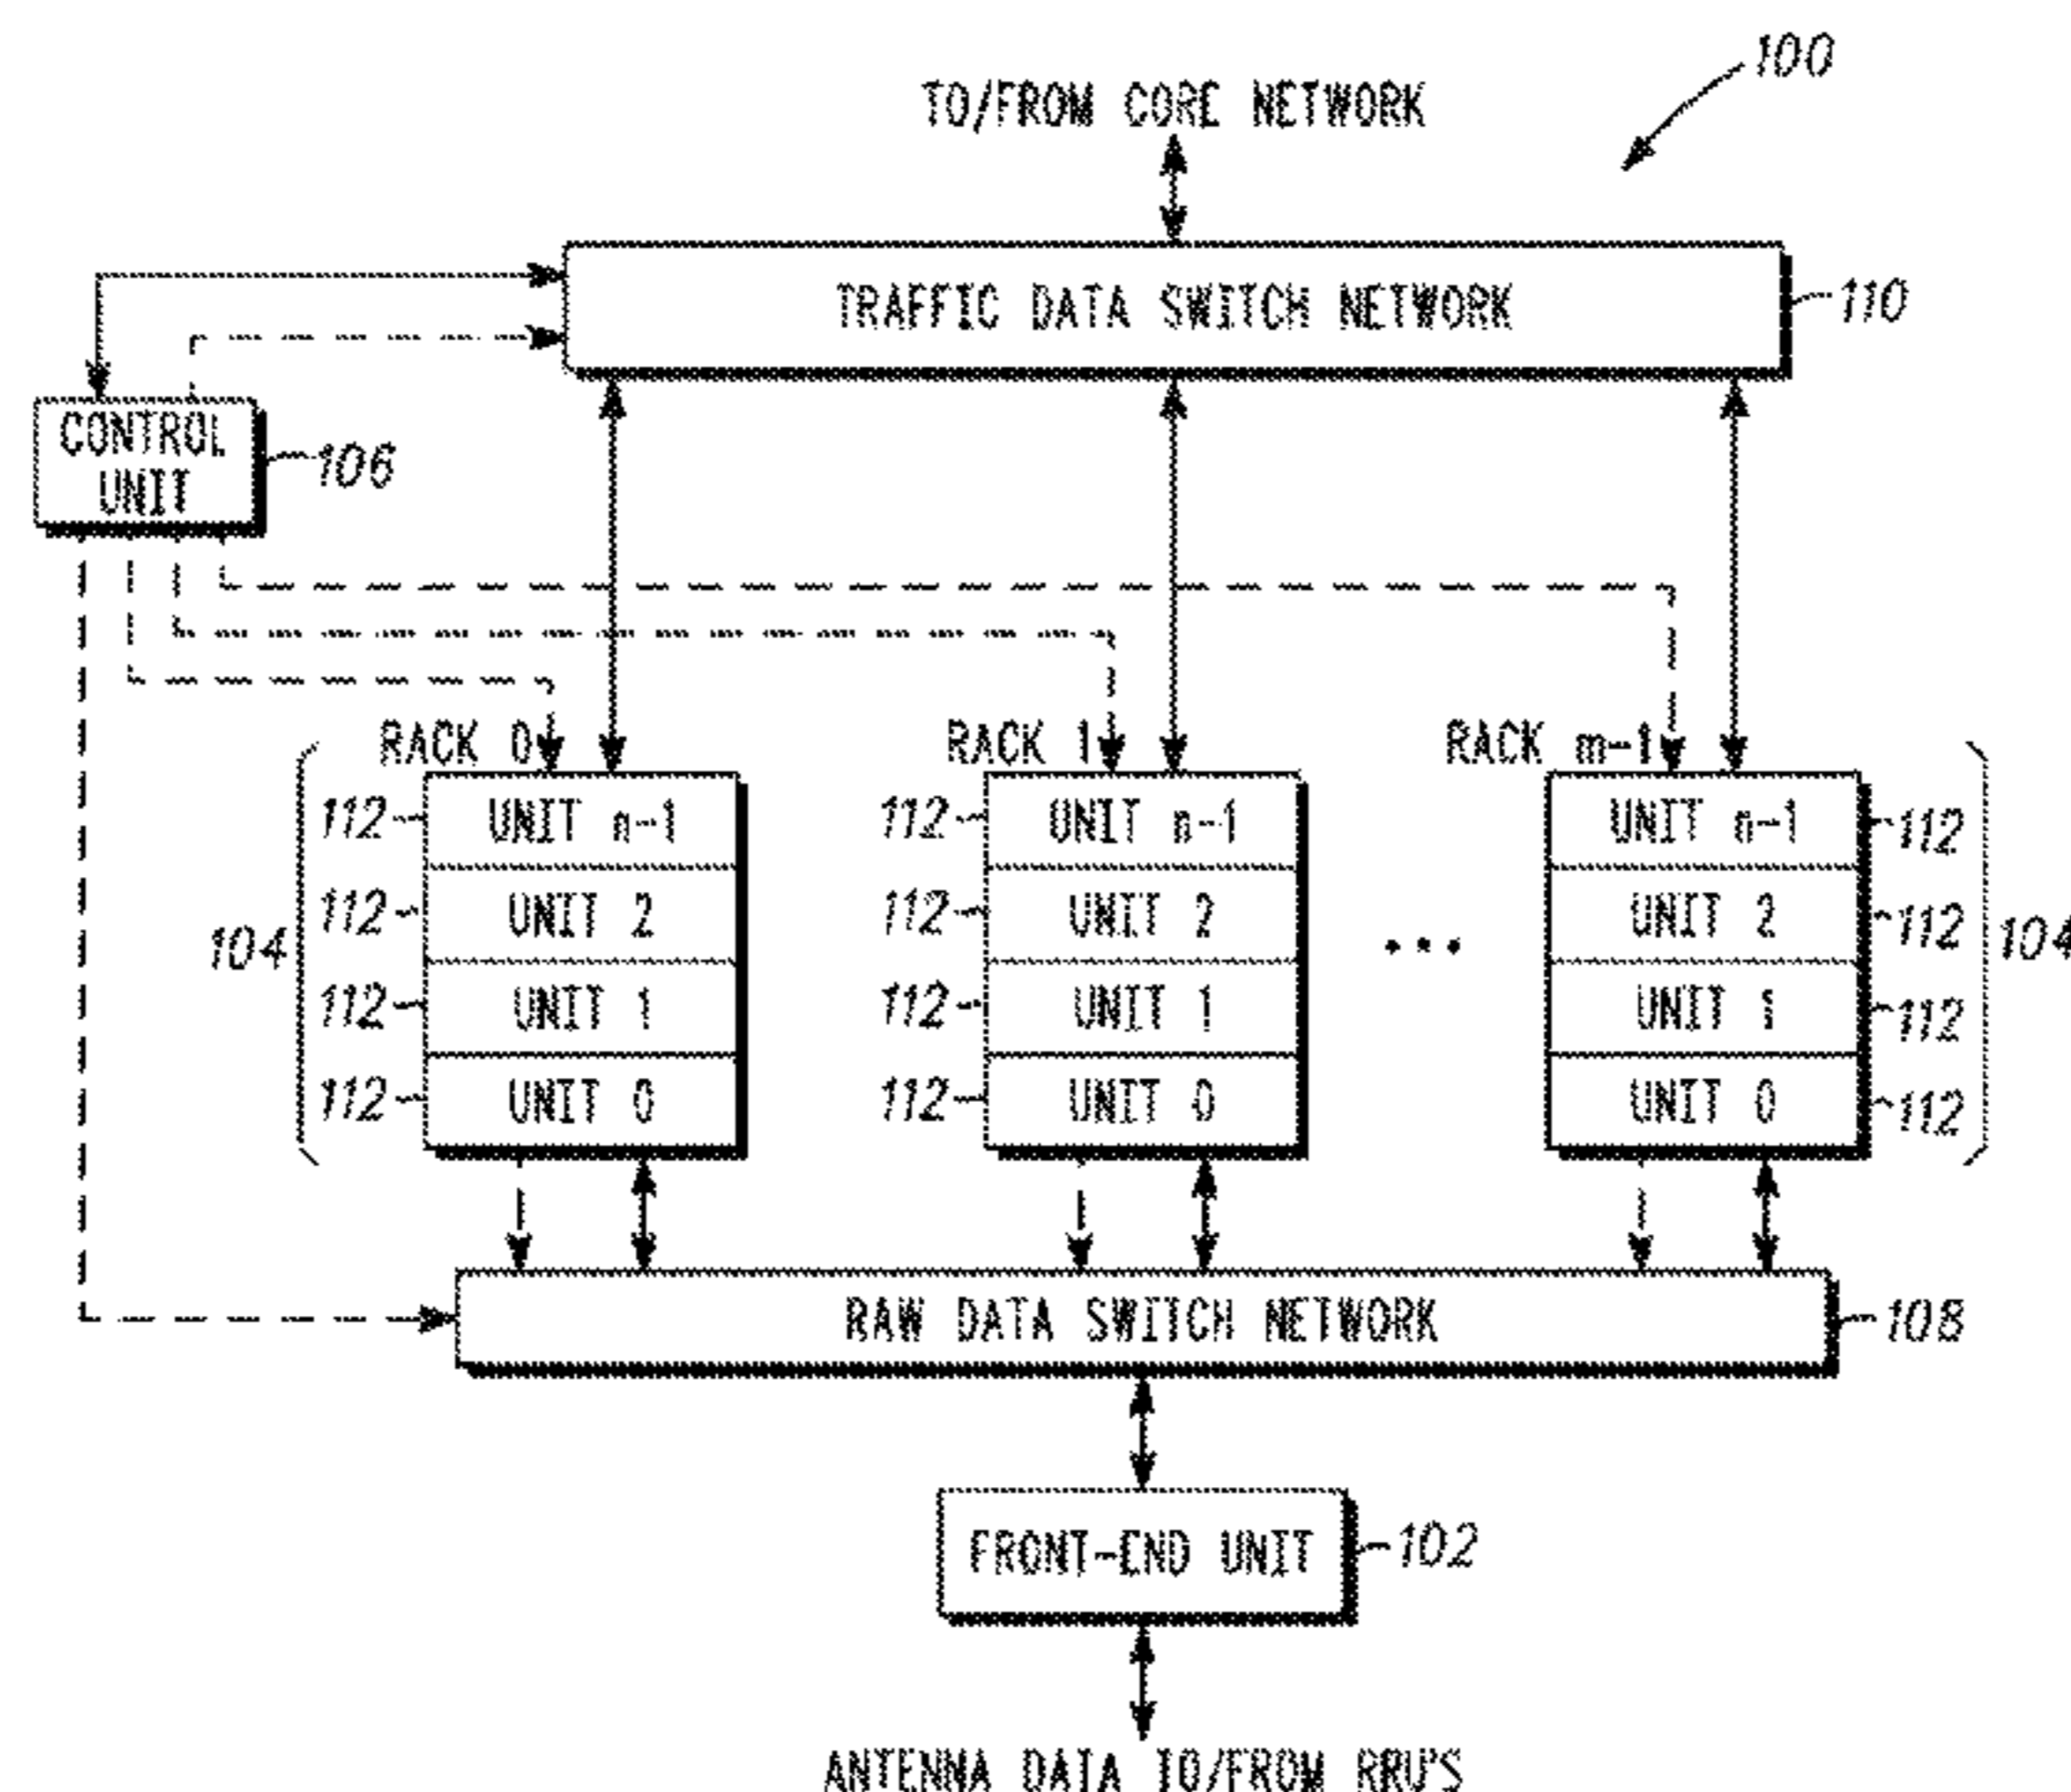 100
TO/FROM CORE NETWORK
TRAFFIC DATA SWITCH NETWORK
110
CONTROL
UNIT
106
RACK 0
RACK 1
RACK m-1
112
UNIT n-1
112
UNIT n-1
UNIT n-1
112
112
UNIT 2
112
UNIT 2
UNIT 2
112
104
...
104
112
UNIT 1
112
UNIT 1
UNIT 1
112
112
UNIT 0
112
UNIT 0
UNIT 0
112
RAW DATA SWITCH NETWORK
108
FRONT-END UNIT
102
ANTENNA DATA TO/FROM RRU'S